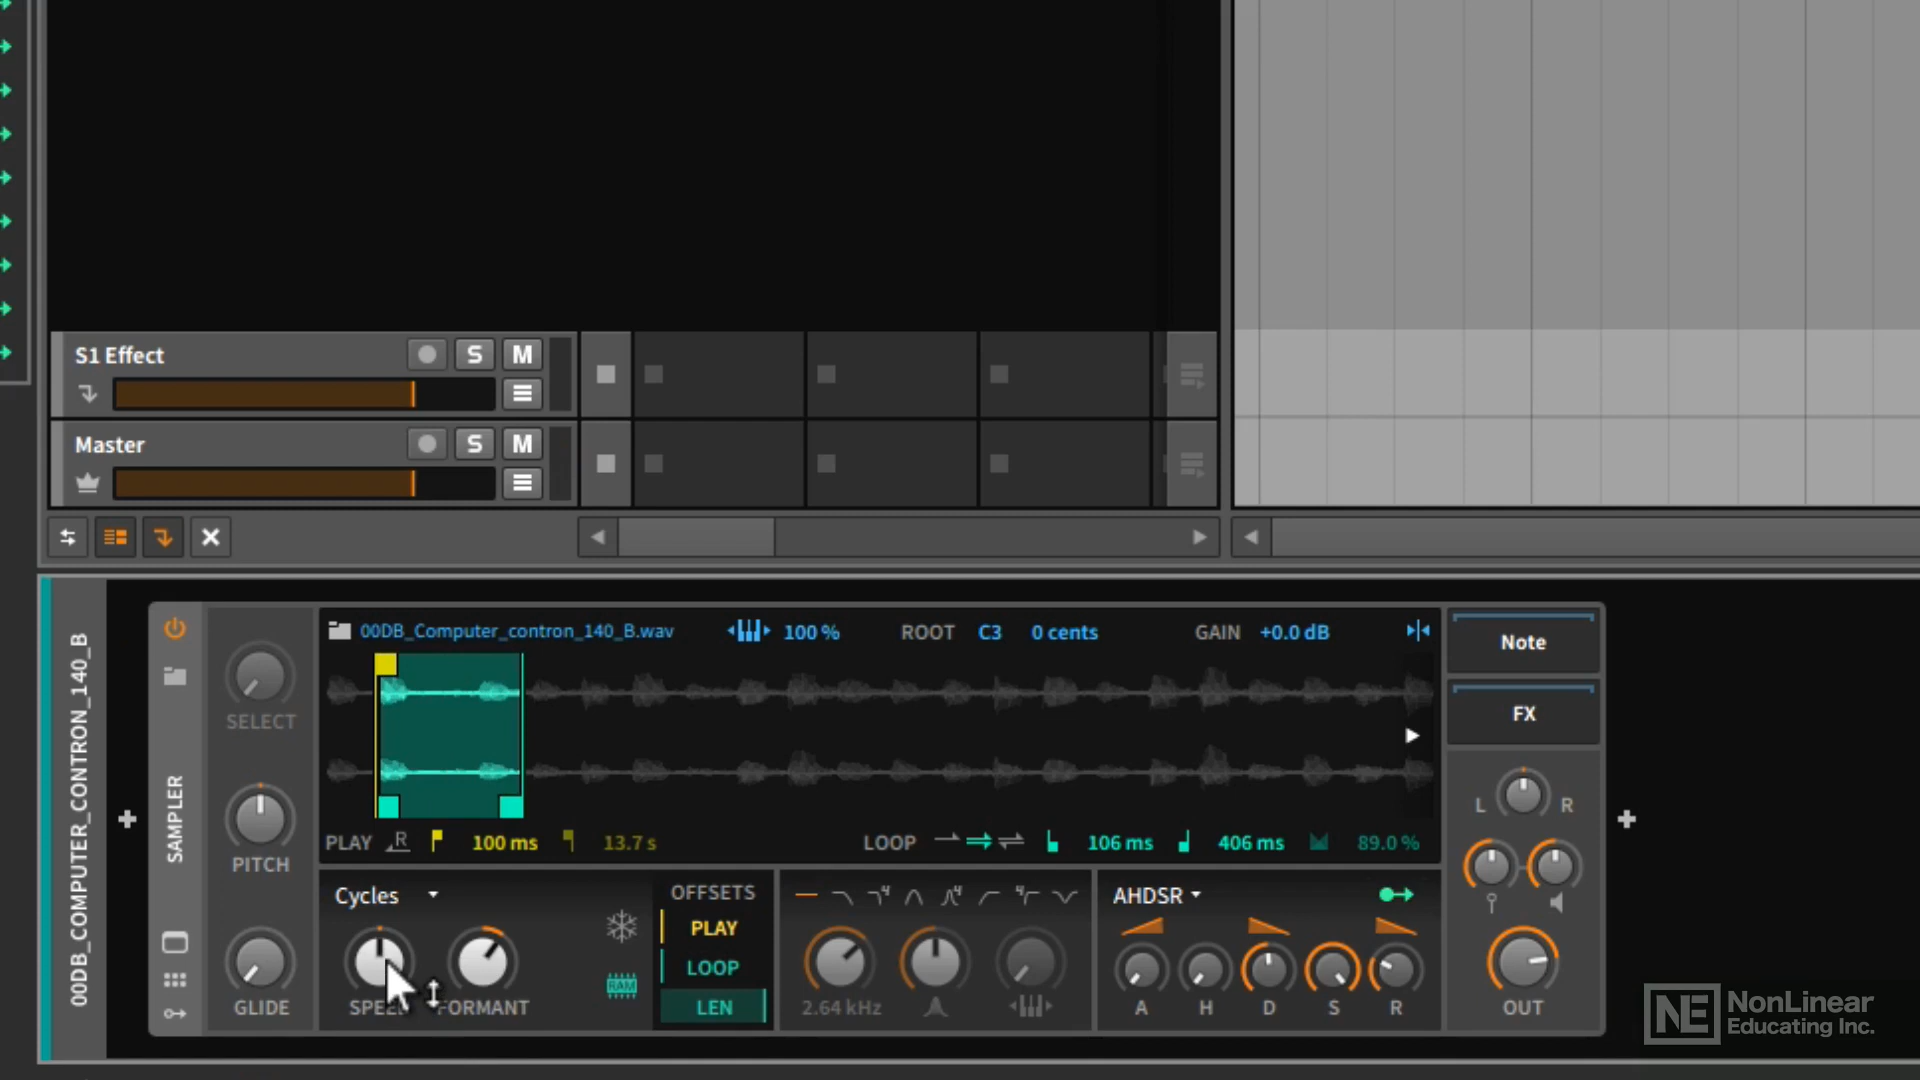 S1 Effect
S M
Master
S M
00DB_COMPUTER_CONTRON_140_B
SAMPLER
SELECT
PITCH
GLIDE
00DB_Computer_contron_140_B.wav 100 % ROOT C3 0 cents GAIN +0.0 dB
PLAY R 100 ms 13.7 s LOOP 106 ms 406 ms 89.0 %
Cycles
FORMANT
RAM
OFFSETS
PLAY
LOOP
LEN
2.64 kHz
AHDSR
A H D S R
Note
FX
L R
OUT
NE NonLinear
Educating Inc.